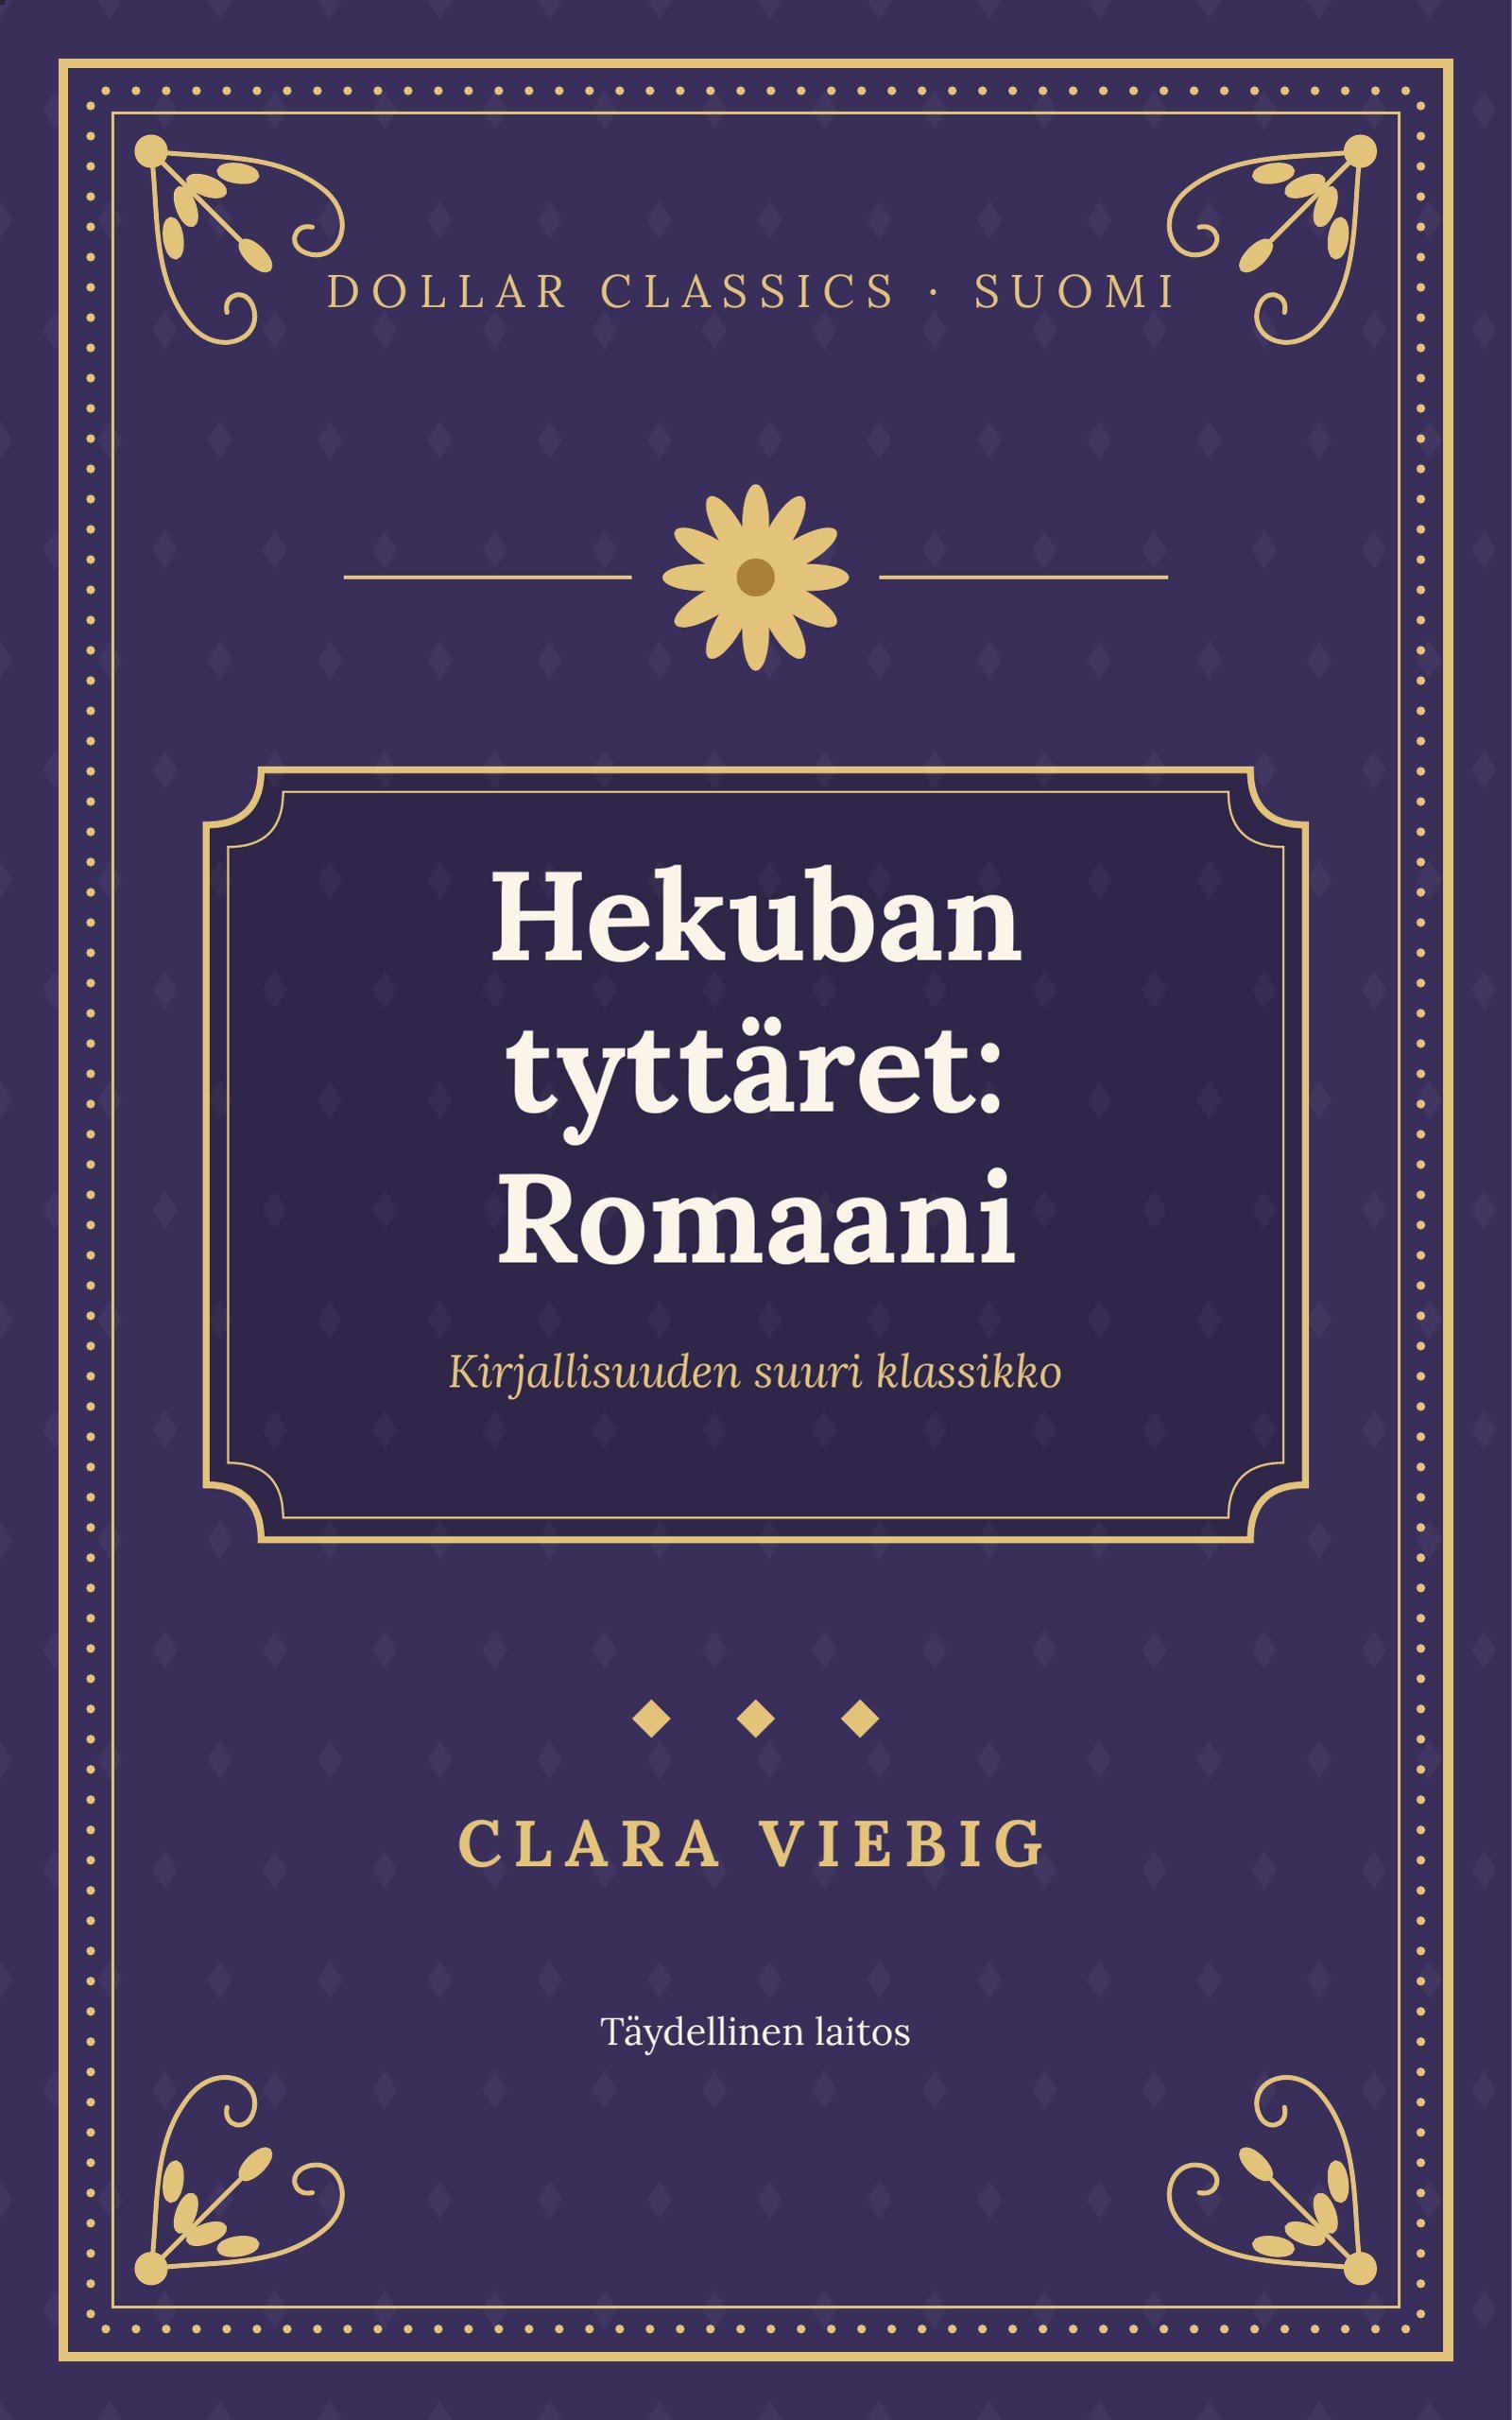 DOLLAR CLASSICS · SUOMI
Hekuban
tyttäret:
Romaani
Kirjallisuuden suuri klassikko
CLARA VIEBIG
Täydellinen laitos